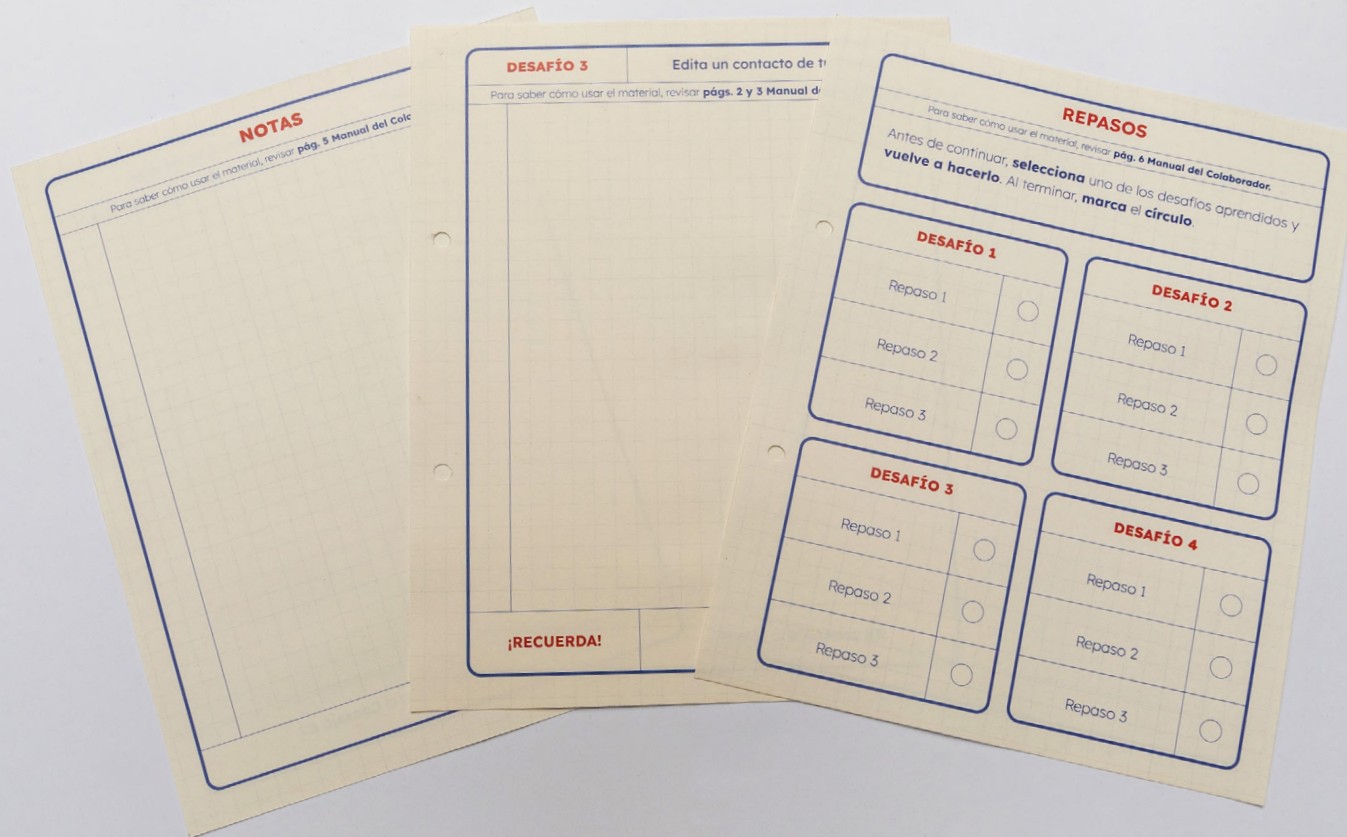 NOTAS
Para saber cómo usar el material, revisar pág. 5 Manual del
DESAFÍO 3
Edita un contacto de
Para saber cómo usar el material, revisar págs. 2 y 3 Manual
¡RECUERDA!
REPASOS
Para saber cómo usar el material, revisar pág. 6 Manual del Colaborador.
Antes de continuar, selecciona uno de los desafíos aprendidos y
vuelve a hacerlo. Al terminar, marca el círculo.
DESAFÍO 1
Repaso 1
Repaso 2
Repaso 3
DESAFÍO 2
Repaso 1
Repaso 2
Repaso 3
DESAFÍO 3
Repaso 1
Repaso 2
Repaso 3
DESAFÍO 4
Repaso 1
Repaso 2
Repaso 3